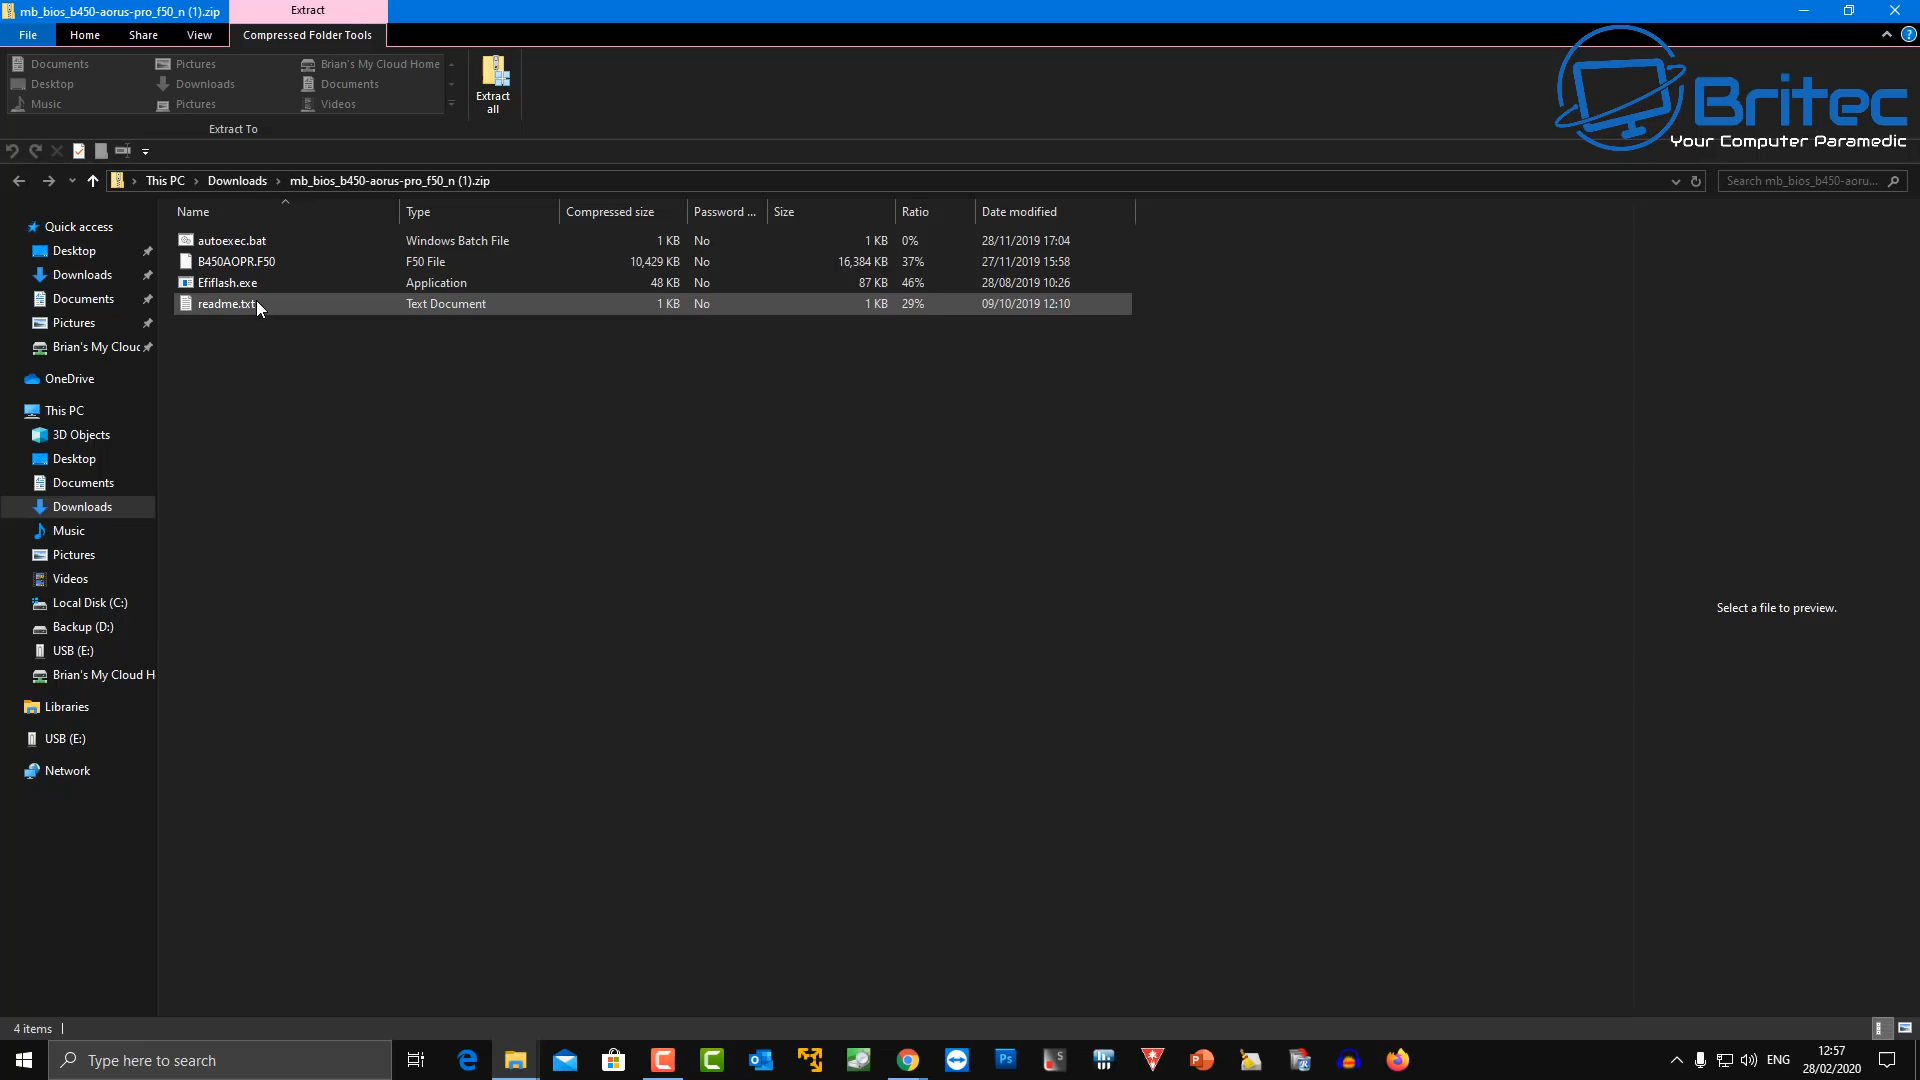 mb_bios_b450-aorus-pro_f50_n (1).zip
Extract
File
Home
Share
View
Compressed Folder Tools
Documents
Pictures
Brian's My Cloud Home
Desktop
Downloads
Documents
Music
Pictures
Videos
Extract To
Extract
all
Britec
Your Computer Paramedic
This PC
Downloads
mb_bios_b450-aorus-pro_f50_n (1).zip
Search mb_bios_b450-aoru...
Name
Type
Compressed size
Password ...
Size
Ratio
Date modified
autoexec.bat
Windows Batch File
1 KB
No
1 KB
0%
28/11/2019 17:04
B450AOPR.F50
F50 File
10,429 KB
No
16,384 KB
37%
27/11/2019 15:58
Efiflash.exe
Application
48 KB
No
87 KB
46%
28/08/2019 10:26
readme.txt
Text Document
1 KB
No
1 KB
29%
09/10/2019 12:10
Quick access
Desktop
Downloads
Documents
Pictures
Brian's My Cloud
OneDrive
This PC
3D Objects
Desktop
Documents
Downloads
Music
Pictures
Videos
Local Disk (C:)
Backup (D:)
USB (E:)
Brian's My Cloud H
Libraries
USB (E:)
Network
Select a file to preview.
4 items
Type here to search
ENG
12:57
28/02/2020